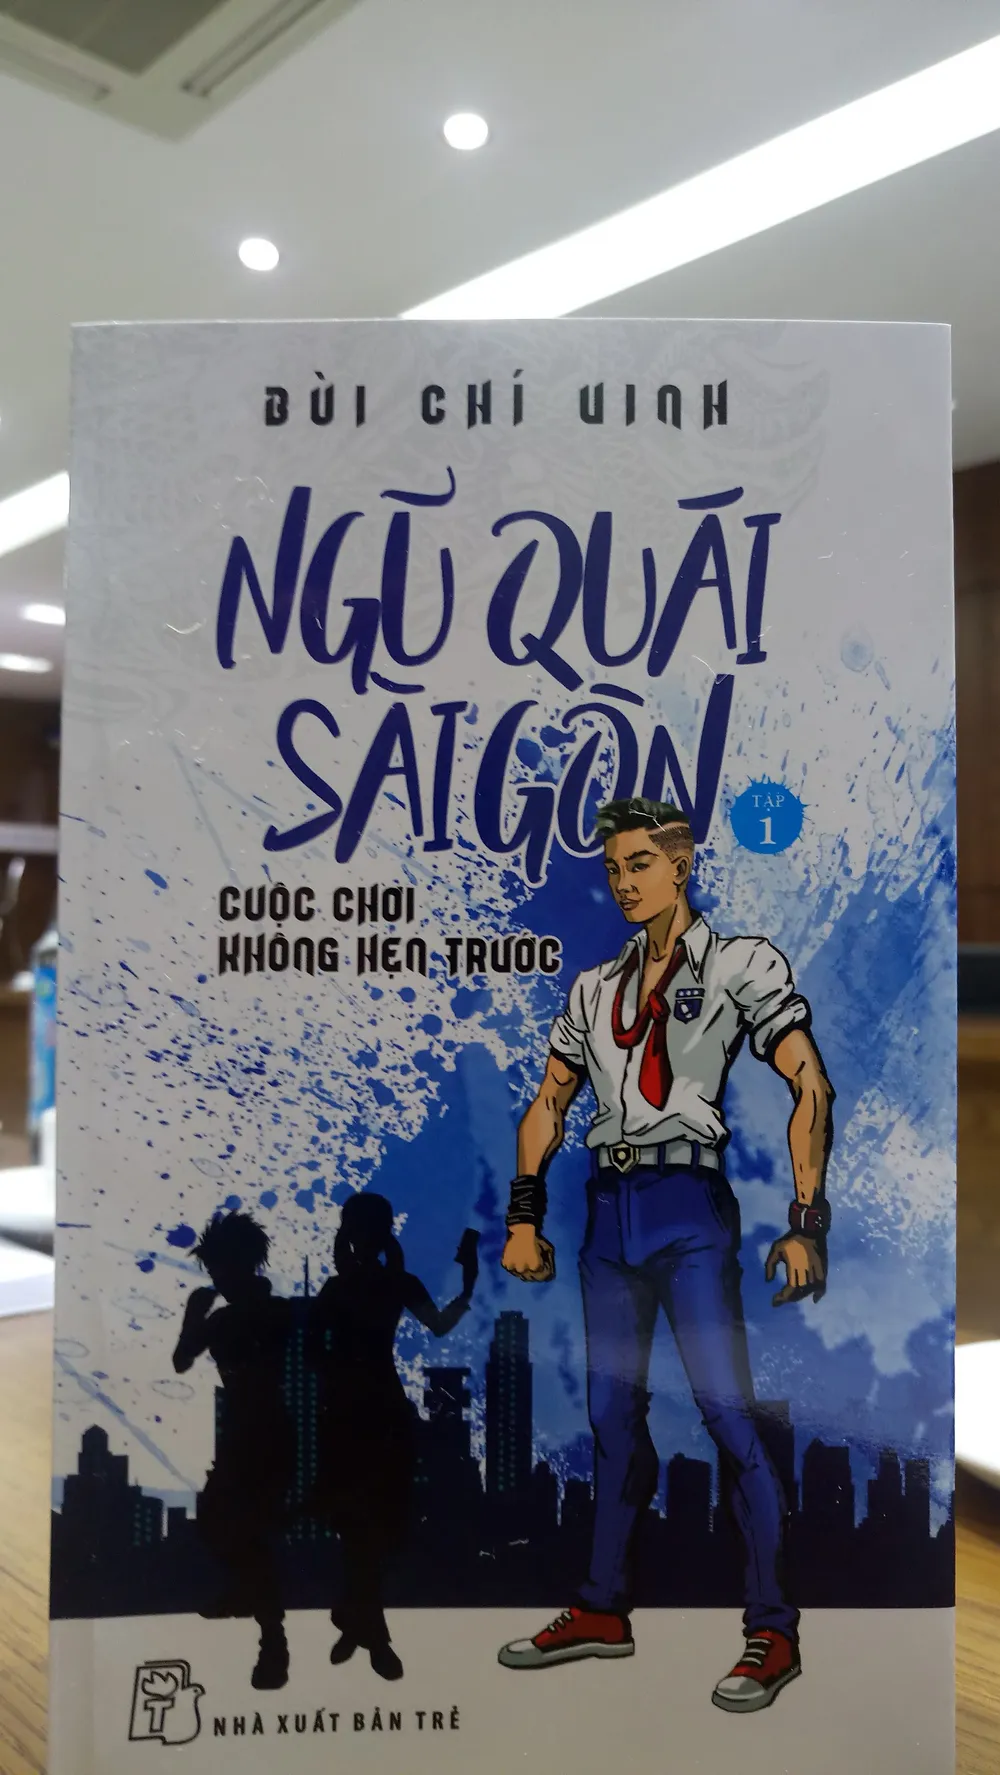 BÙI CHÍ VINH
NGŨ QUÁI
SÀI GÒN
TẬP
1
CUỘC CHƠI
KHÔNG HẸN TRƯỚC
T
NHÀ XUẤT BẢN TRẺ